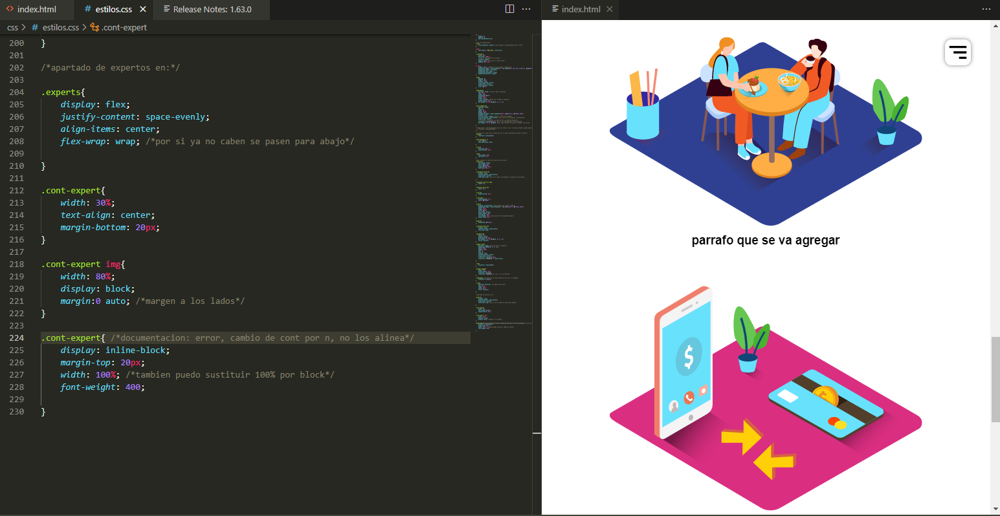 index.html
estilos.css
Release Notes: 1.63.0
index.html
css > # estilos.css > .cont-expert
200 }
201
202 /*apartado de expertos en:*/
203
204 .experts{
205 display: flex;
206 justify-content: space-evenly;
207 align-items: center;
208 flex-wrap: wrap; /*por si ya no caben se pasen para abajo*/
209
210 }
211
212 .cont-expert{
213 width: 30%;
214 text-align: center;
215 margin-bottom: 20px;
216 }
217
218 .cont-expert img{
219 width: 80%;
220 display: block;
221 margin:0 auto; /*margen a los lados*/
222 }
223
224 .cont-expert{ /*documentacion: error, cambio de cont por n, no los alinea*/
225 display: inline-block;
226 margin-top: 20px;
227 width: 100%; /*tambien puedo sustituir 100% por block*/
228 font-weight: 400;
229
230 }
parrafo que se va agregar